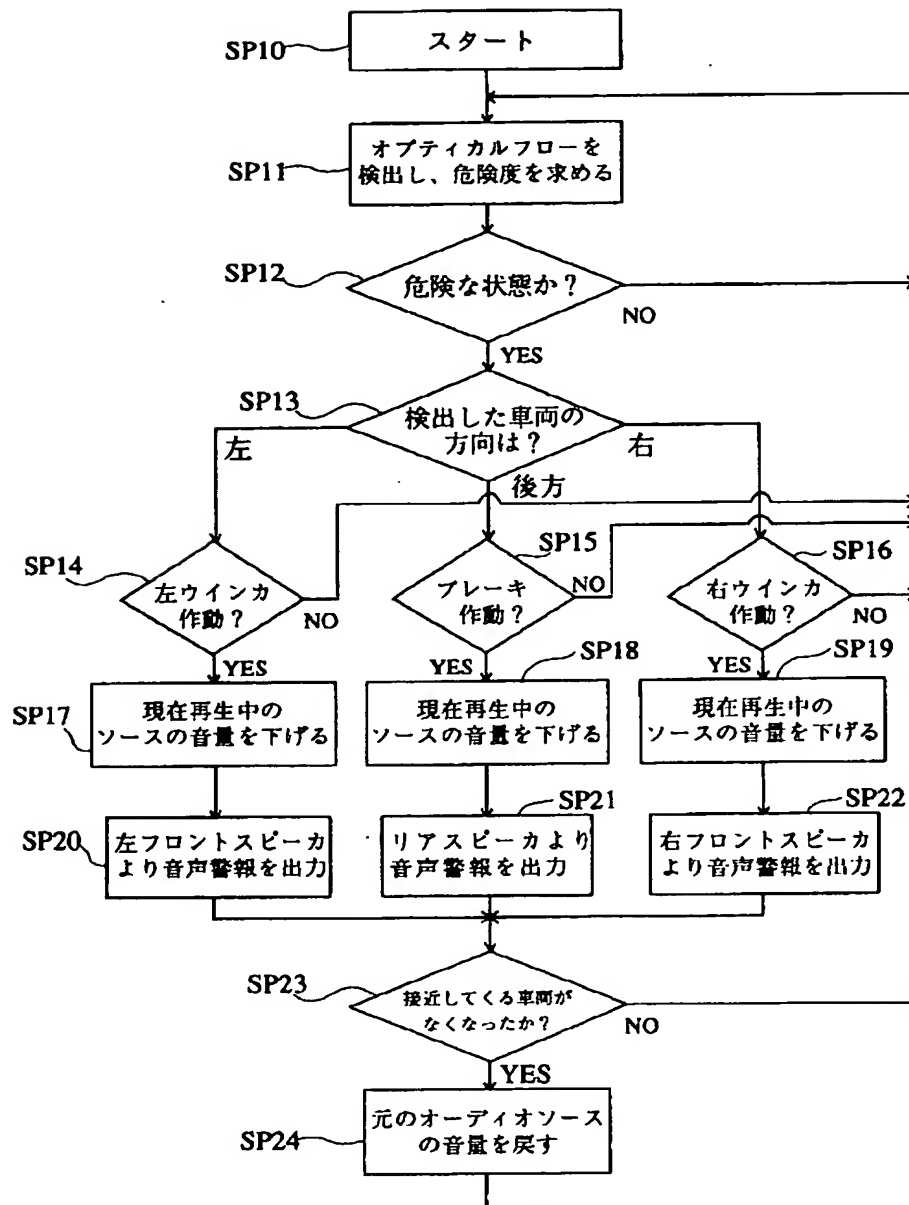 SP10
スタート
SP11
オプティカルフローを
検出し、危険度を求める
SP12
危険な状態か？
NO
YES
SP13
検出した車両の
方向は？
左
右
後方
SP14
左ウインカ
作動？
NO
SP15
ブレーキ
作動？
NO
SP16
右ウインカ
作動？
NO
YES
YES
YES
SP17
現在再生中の
ソースの音量を下げる
SP18
現在再生中の
ソースの音量を下げる
SP19
現在再生中の
ソースの音量を下げる
SP20
左フロントスピーカ
より音声警報を出力
SP21
リアスピーカより
音声警報を出力
SP22
右フロントスピーカ
より音声警報を出力
SP23
接近してくる車両が
なくなったか？
NO
YES
SP24
元のオーディオソース
の音量を戻す